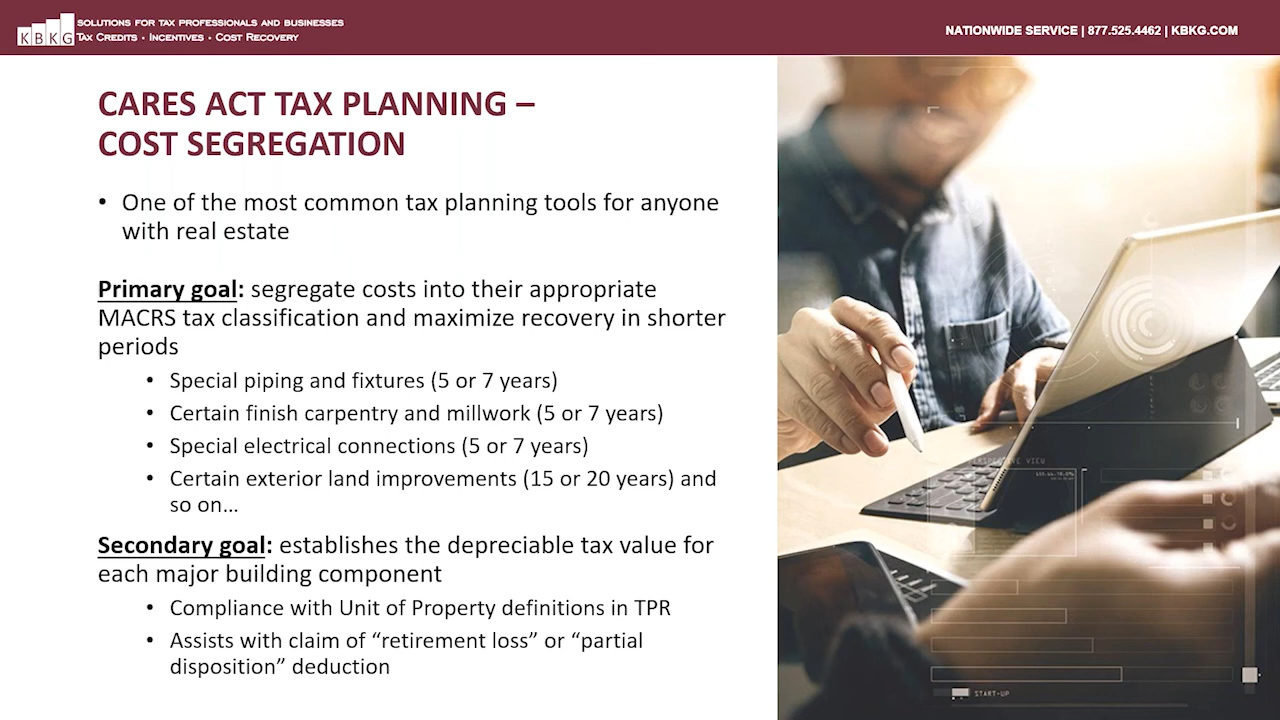 KBKG
SOLUTIONS FOR TAX PROFESSIONALS AND BUSINESSES
TAX CREDITS • INCENTIVES • COST RECOVERY
NATIONWIDE SERVICE | 877.525.4462 | KBKG.COM
CARES ACT TAX PLANNING –
COST SEGREGATION
• One of the most common tax planning tools for anyone
with real estate
Primary goal: segregate costs into their appropriate
MACRS tax classification and maximize recovery in shorter
periods
• Special piping and fixtures (5 or 7 years)
• Certain finish carpentry and millwork (5 or 7 years)
• Special electrical connections (5 or 7 years)
• Certain exterior land improvements (15 or 20 years) and
so on…
Secondary goal: establishes the depreciable tax value for
each major building component
• Compliance with Unit of Property definitions in TPR
• Assists with claim of “retirement loss” or “partial
disposition” deduction
PERSPECTIVE VIEW
START-UP